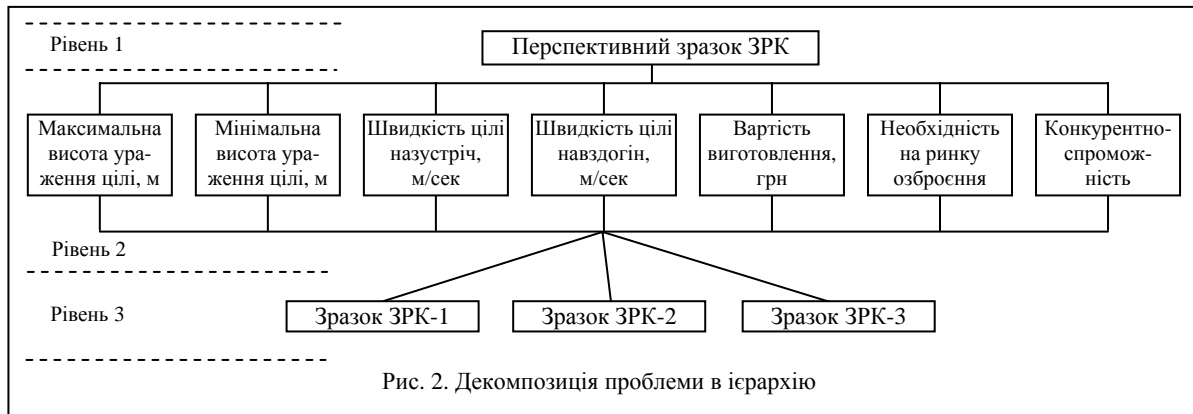 Рівень 1
Перспективний зразок ЗРК
Максимальна
висота ура-
ження цілі, м
Мінімальна
висота ура-
ження цілі, м
Швидкість цілі
назустріч,
м/сек
Швидкість цілі
навздогін,
м/сек
Вартість
виготовлення,
грн
Необхідність
на ринку
озброєння
Конкурентно-
спромож-
ність
Рівень 2
Рівень 3
Зразок ЗРК-1
Зразок ЗРК-2
Зразок ЗРК-3
Рис. 2. Декомпозиція проблеми в ієрархію